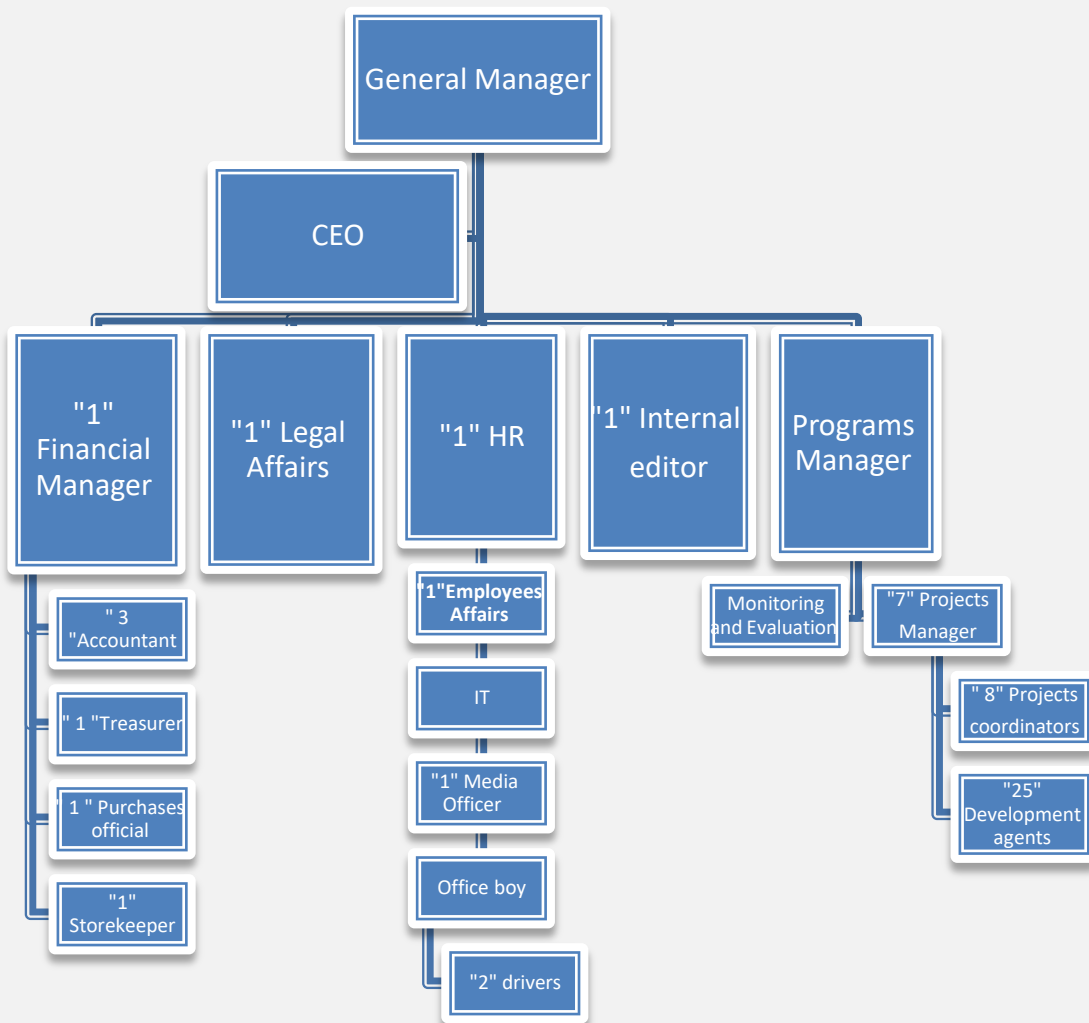 General Manager
CEO
"1"
Financial
Manager
"1" Legal
Affairs
"1" HR
"1" Internal
editor
Programs
Manager
" 3
"Accountant
" 1 "Treasurer
" 1 " Purchases
official
"1"
Storekeeper
"1"Employees
Affairs
IT
"1" Media
Officer
Office boy
"2" drivers
Monitoring
and Evaluation
"7" Projects
Manager
" 8" Projects
coordinators
"25"
Development
agents